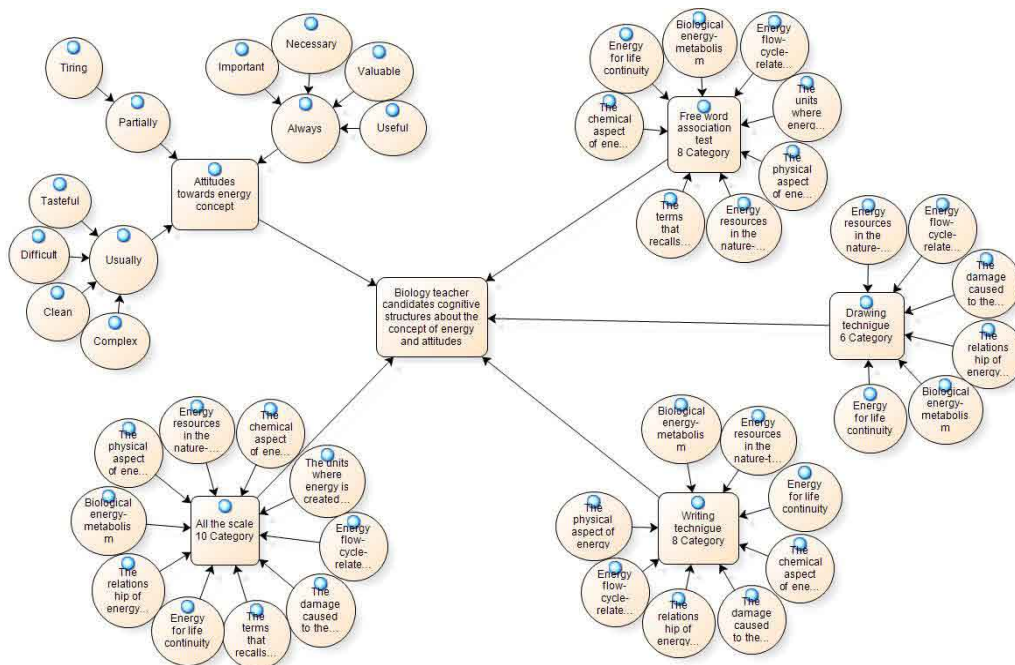 Tiring
Partially
Important
Necessary
Valuable
Useful
Always
Attitudes
towards energy
concept
Tasteful
Difficult
Clean
Complex
Usually
Biology teacher
candidates cognitive
structures about the
concept of energy
and attitudes
Energy
for life
continuity
Biological
energy-
metabolis
m
Energy
flow-
cycle-
relate...
The
units
where
energ...
The
physical
aspect of
ene...
Energy
resources
in the
nature-...
The
terms
that
recalls...
The
chemical
aspect
of ene...
Free word
association
test
8 Category
Energy
resources
in the
nature-...
Energy
flow-
cycle-
relate...
The
damage
caused
to the...
The
relations
hip of
energy...
Biological
energy-
metabolis
m
Energy
for life
continuity
Drawing
technigue
6 Category
The
physical
aspect of
ene...
Energy
resources
in the
nature-...
The
chemical
aspect
of ene...
The units
where
energy is
created...
Energy
flow-
cycle-
relate...
The
damage
caused
to the...
The
terms
that
recalls...
Energy
for life
continuity
The
relations
hip of
energy...
Biological
energy-
metabolis
m
All the scale
10 Category
Biological
energy-
metabolis
m
Energy
resources
in the
nature-t...
Energy
for life
continuity
The
chemical
aspect of
ene...
The
damage
caused
to the...
The
relations
hip of
energy...
Energy
flow-
cycle-
relate...
The physical
aspect of
energy
Writing
technigue
8 Category